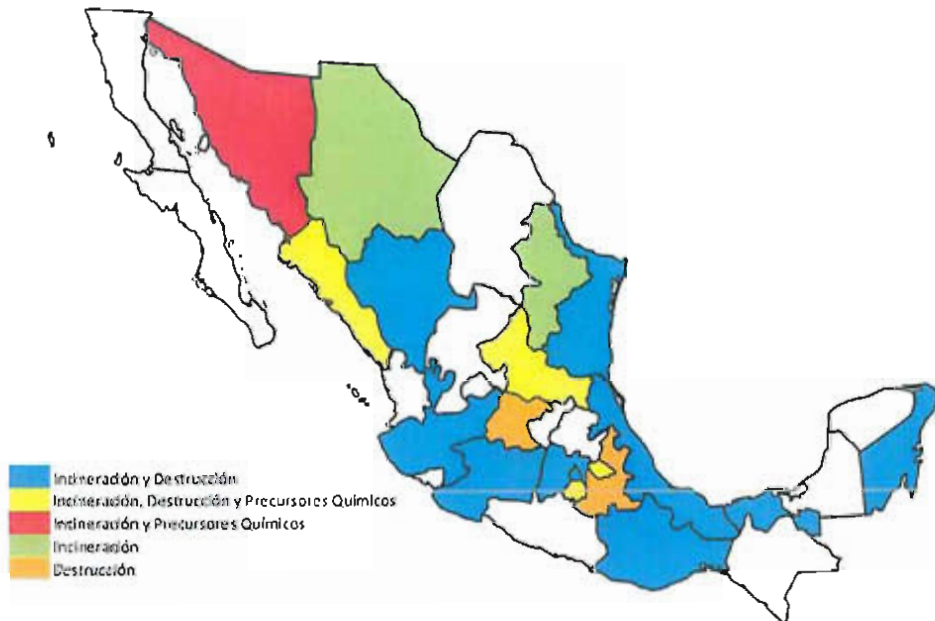 Incineración y Destrucción
Incineración, Destrucción y Precursores Químicos
Incineración y Precursores Químicos
Incineración
Destrucción